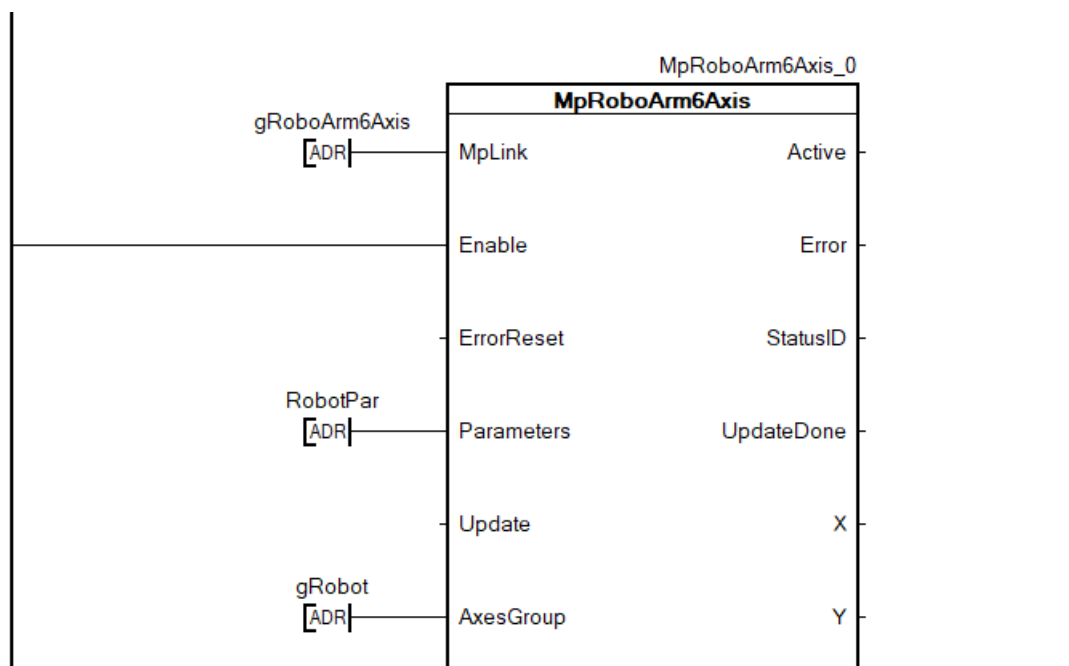 MpRoboArm6Axis_0
MpRoboArm6Axis
gRoboArm6Axis
ADR MpLink Active
Enable Error
ErrorReset StatusID
RobotPar
ADR Parameters UpdateDone
Update X
gRobot
ADR AxesGroup Y